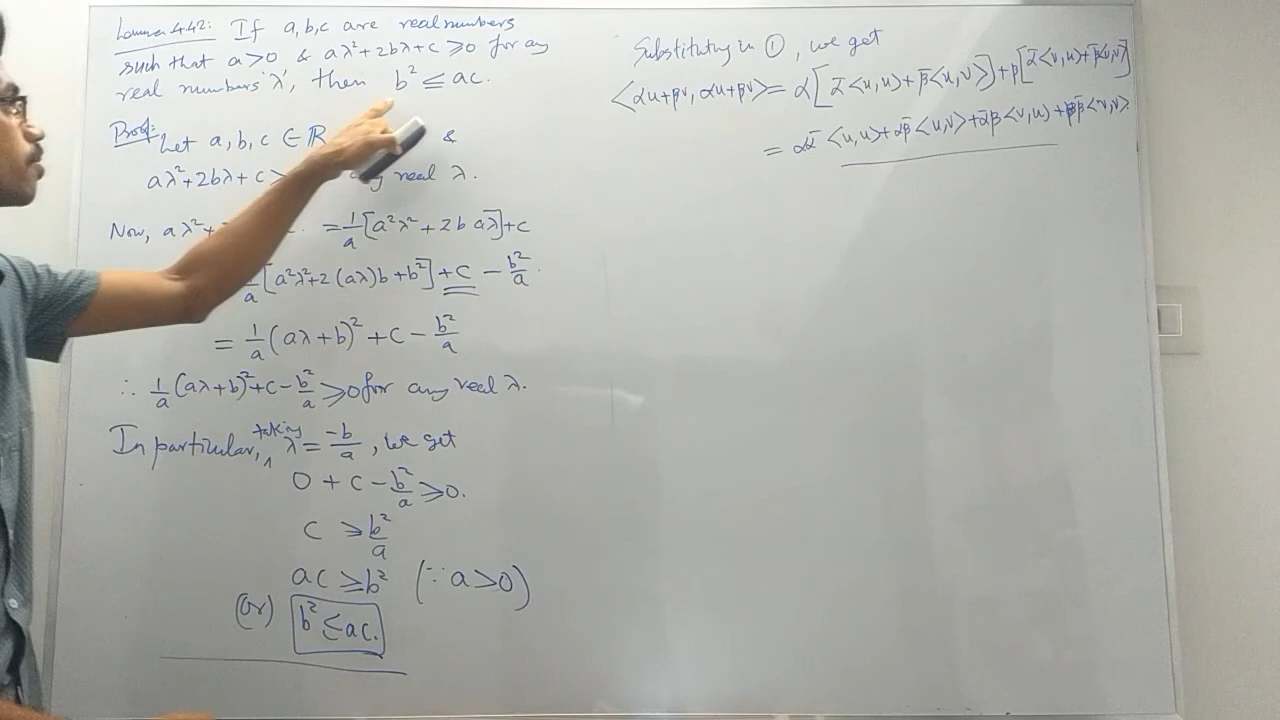 Lemma 4.4.2: If a,b,c are real numbers
such that a>0 & aλ²+2bλ+c ≥0 for any
real numbers 'λ', then b² ≤ ac.
Proof: Let a, b, c ∈ ℝ &
aλ²+2bλ+c > any real λ.
Now, aλ²+ c. = 1/a [a²λ² + 2b aλ]+c
1/a [a²λ²+2(aλ)b+b²] +c − b²/a.
= 1/a (aλ+b)² + c − b²/a
∴ 1/a (aλ+b)²+c−b²/a ≥0 for any real λ.
In particular, taking λ = −b/a, we get
0 + c − b²/a ≥0.
c ≥ b²/a
ac ≥ b² (∵ a>0)
(or) b² ≤ ac.
Substituting in ①, we get
<αu+βv, αu+βv> = α[ᾱ<u,u>+β̄<u,v>]+β[ᾱ<v,u>+β̄<v,v>]
= αᾱ<u,u>+αβ̄<u,v>+ᾱβ<v,u>+ββ̄<v,v>.